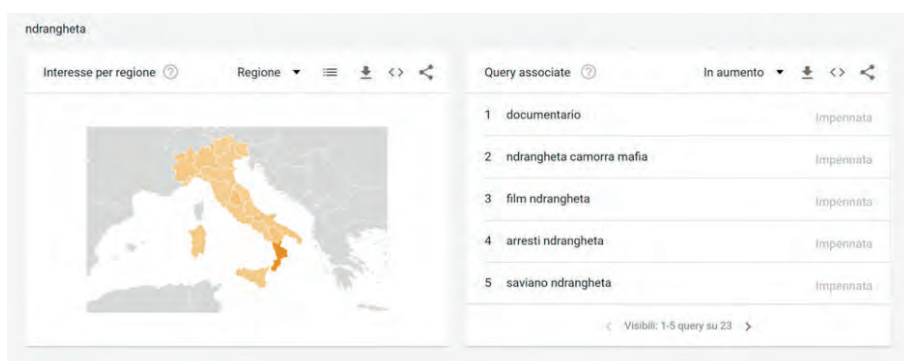 ndrangheta
Interesse per regione ? Regione
Query associate ? In aumento
1 documentario Impennata
2 ndrangheta camorra mafia Impennata
3 film ndrangheta Impennata
4 arresti ndrangheta Impennata
5 saviano ndrangheta Impennata
< Visibili: 1-5 query su 23 >